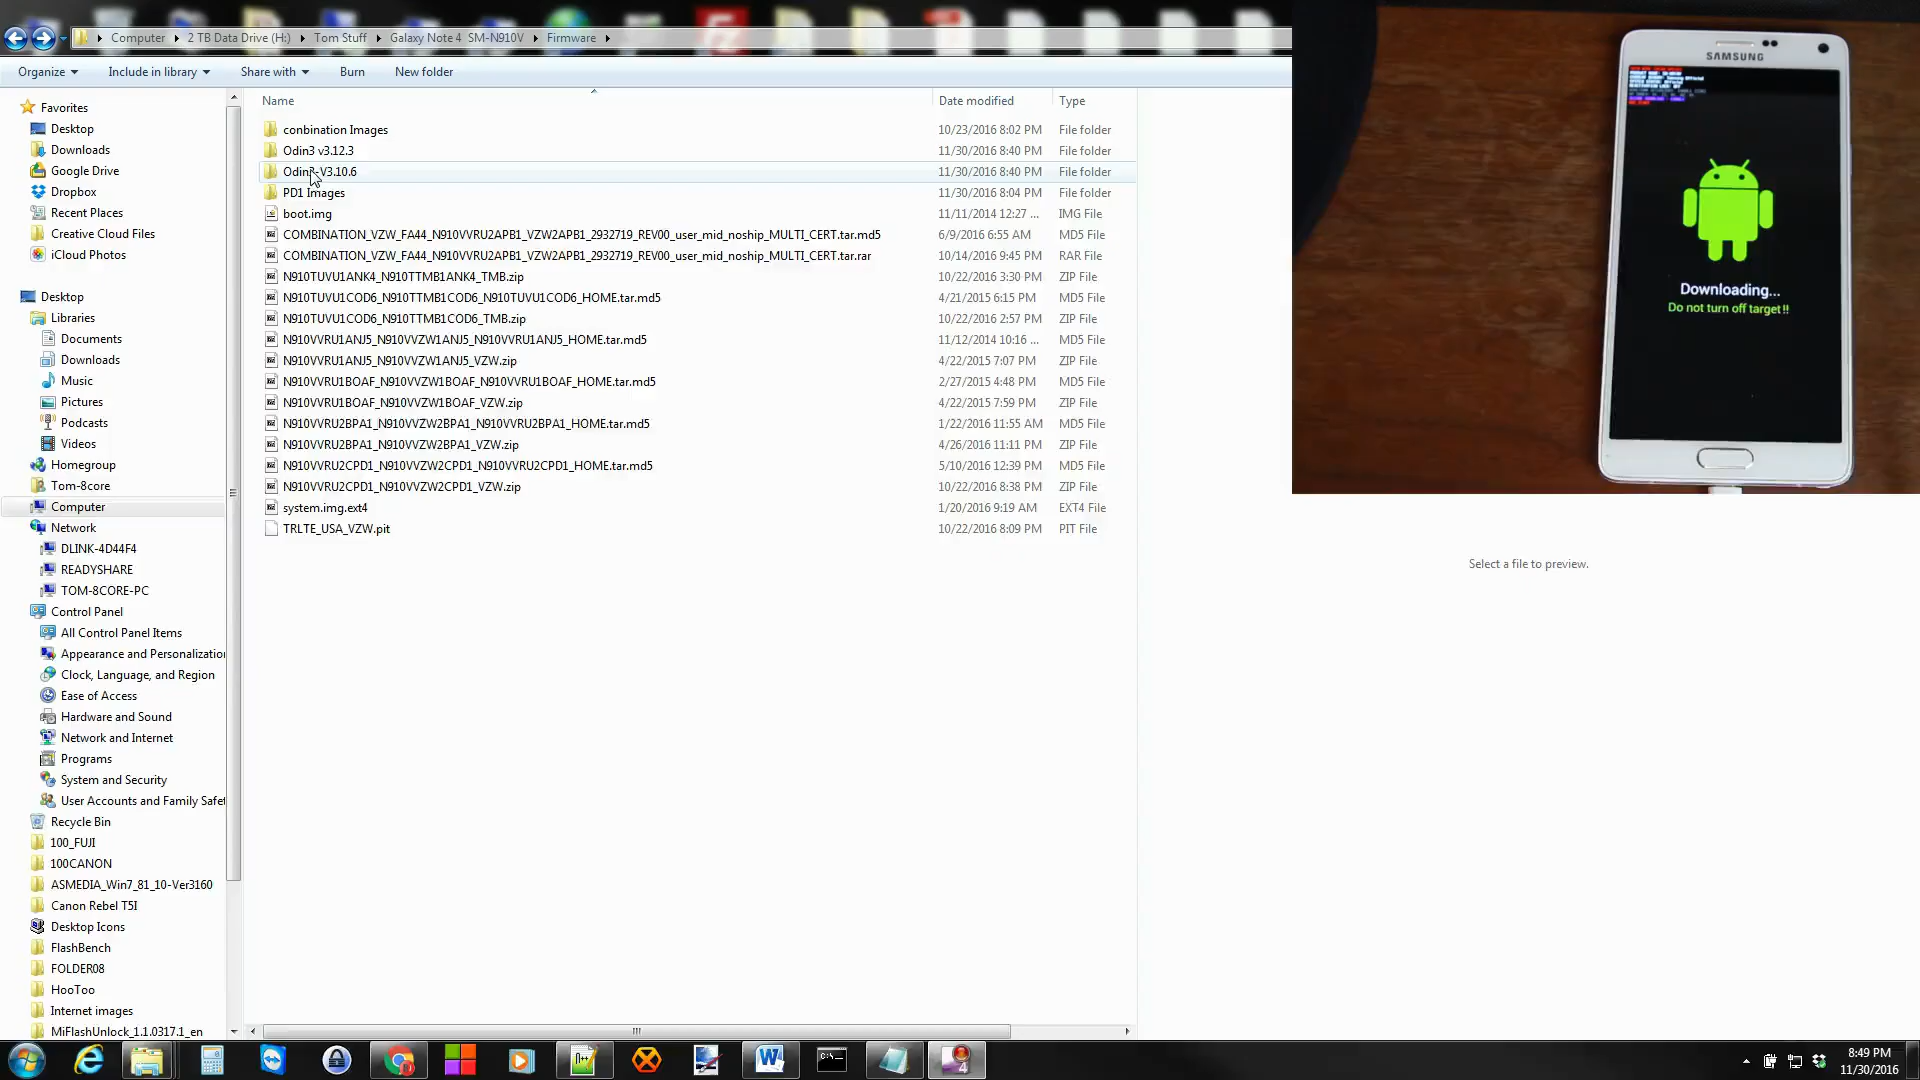 Computer 2 TB Data Drive (H:) Tom Stuff Galaxy Note 4 SM-N910V Firmware
Organize Include in library Share with Burn New folder
Name Date modified Type
conbination Images 10/23/2016 8:02 PM File folder
Odin3 v3.12.3 11/30/2016 8:40 PM File folder
Odin3-V3.10.6 11/30/2016 8:40 PM File folder
PD1 Images 11/30/2016 8:04 PM File folder
boot.img 11/11/2014 12:27 ... IMG File
COMBINATION_VZW_FA44_N910VVRU2APB1_VZW2APB1_2932719_REV00_user_mid_noship_MULTI_CERT.tar.md5 6/9/2016 6:55 AM MD5 File
COMBINATION_VZW_FA44_N910VVRU2APB1_VZW2APB1_2932719_REV00_user_mid_noship_MULTI_CERT.tar.rar 10/14/2016 9:45 PM RAR File
N910TUVU1ANK4_N910TTMB1ANK4_TMB.zip 10/22/2016 3:30 PM ZIP File
N910TUVU1COD6_N910TTMB1COD6_N910TUVU1COD6_HOME.tar.md5 4/21/2015 6:15 PM MD5 File
N910TUVU1COD6_N910TTMB1COD6_TMB.zip 10/22/2016 2:57 PM ZIP File
N910VVRU1ANJ5_N910VVZW1ANJ5_N910VVRU1ANJ5_HOME.tar.md5 11/12/2014 10:16 ... MD5 File
N910VVRU1ANJ5_N910VVZW1ANJ5_VZW.zip 4/22/2015 7:07 PM ZIP File
N910VVRU1BOAF_N910VVZW1BOAF_N910VVRU1BOAF_HOME.tar.md5 2/27/2015 4:48 PM MD5 File
N910VVRU1BOAF_N910VVZW1BOAF_VZW.zip 4/22/2015 7:59 PM ZIP File
N910VVRU2BPA1_N910VVZW2BPA1_N910VVRU2BPA1_HOME.tar.md5 1/22/2016 11:55 AM MD5 File
N910VVRU2BPA1_N910VVZW2BPA1_VZW.zip 4/26/2016 11:11 PM ZIP File
N910VVRU2CPD1_N910VVZW2CPD1_N910VVRU2CPD1_HOME.tar.md5 5/10/2016 12:39 PM MD5 File
N910VVRU2CPD1_N910VVZW2CPD1_VZW.zip 10/22/2016 8:38 PM ZIP File
system.img.ext4 1/20/2016 9:19 AM EXT4 File
TRLTE_USA_VZW.pit 10/22/2016 8:09 PM PIT File
Favorites
Desktop
Downloads
Google Drive
Dropbox
Recent Places
Creative Cloud Files
iCloud Photos
Desktop
Libraries
Documents
Downloads
Music
Pictures
Podcasts
Videos
Homegroup
Tom-8core
Computer
Network
DLINK-4D44F4
READYSHARE
TOM-8CORE-PC
Control Panel
All Control Panel Items
Appearance and Personalization
Clock, Language, and Region
Ease of Access
Hardware and Sound
Network and Internet
Programs
System and Security
User Accounts and Family Safet
Recycle Bin
100_FUJI
100CANON
ASMEDIA_Win7_81_10-Ver3160
Canon Rebel T5I
Desktop Icons
FlashBench
FOLDER08
HooToo
Internet images
MiFlashUnlock_1.1.0317.1_en
SAMSUNG
Downloading...
Do not turn off target !!
Select a file to preview.
8:49 PM
11/30/2016